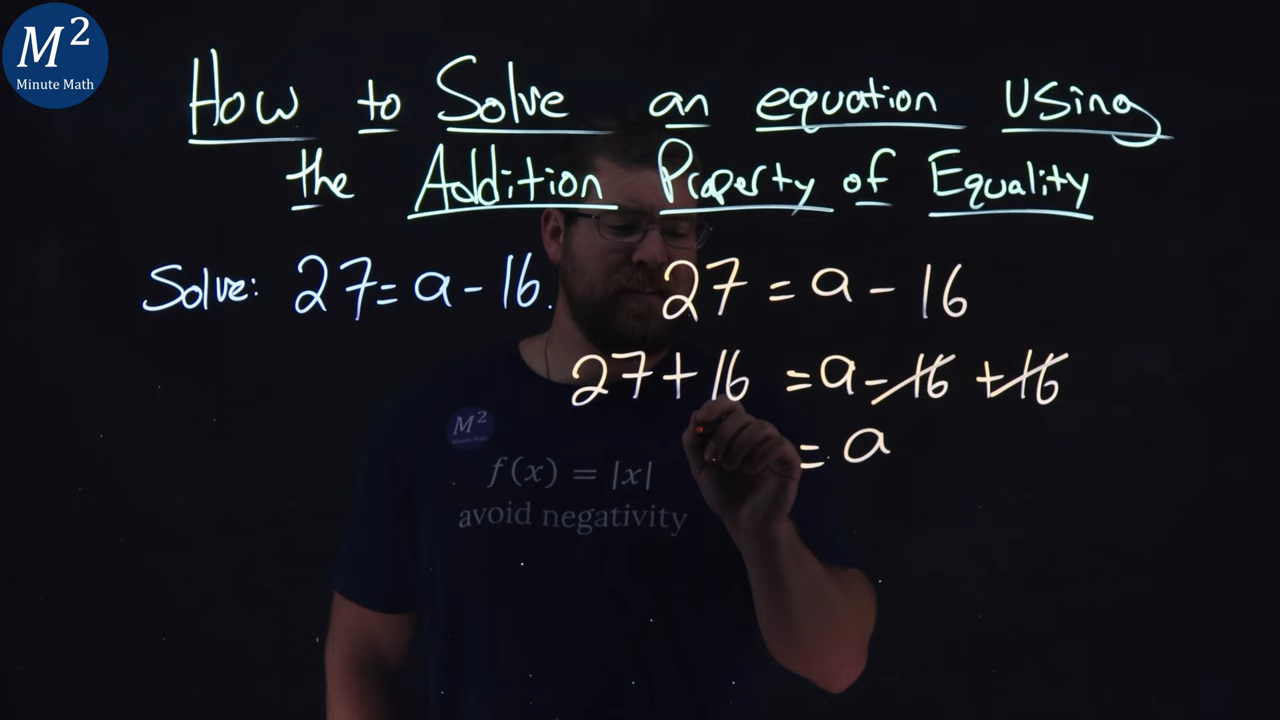 M²
Minute Math
How to Solve an equation using
the Addition Property of Equality
Solve: 27 = a - 16.
27 = a - 16
27 + 16 = a - 16 + 16
= a
M²
Minute Math
f(x) = |x|
avoid negativity